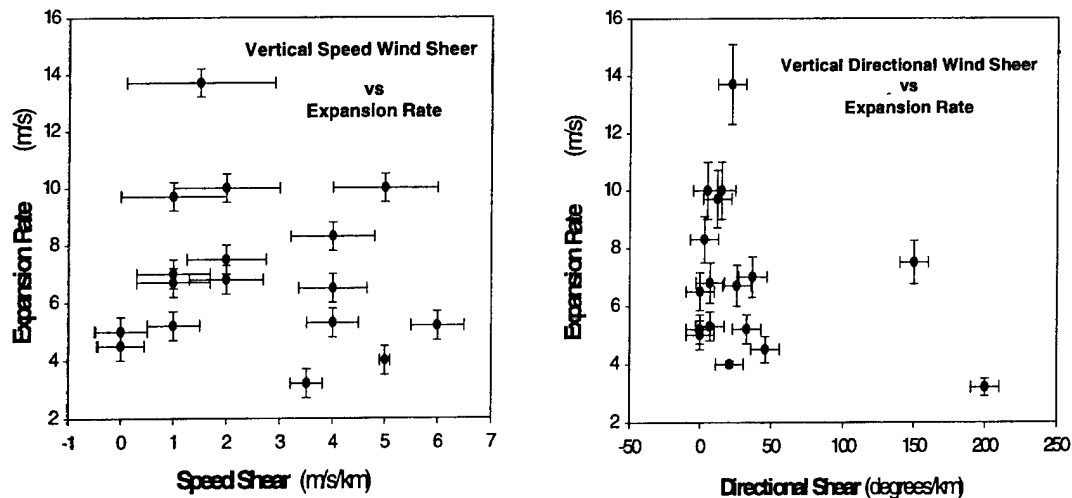 16
14
12
10
8
6
4
2
Expansion Rate (m/s)
Vertical Speed Wind Sheer
vs
Expansion Rate
-1 0 1 2 3 4 5 6 7
Speed Shear (m/s/km)
16
14
12
10
8
6
4
2
Expansion Rate (m/s)
Vertical Directional Wind Sheer
vs
Expansion Rate
-50 0 50 100 150 200 250
Directional Shear (degrees/km)